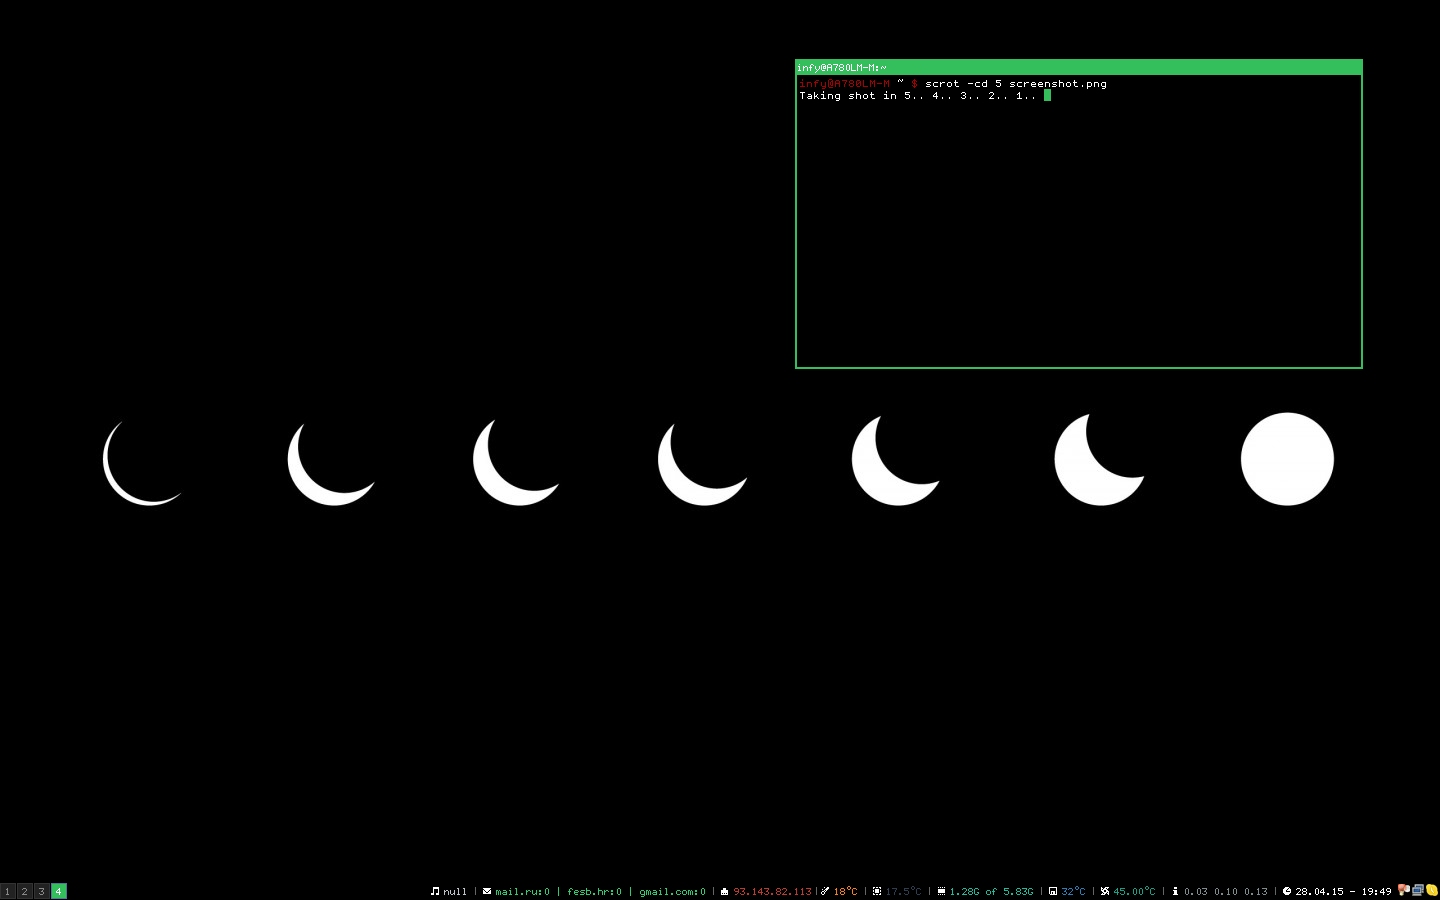 infy@A780LM-M:~
infy@A780LM-M ~ $ scrot -cd 5 screenshot.png
Taking shot in 5.. 4.. 3.. 2.. 1..
1 2 3 4 null | mail.ru:0 | fesb.hr:0 | gmail.com:0 | 93.143.82.113 | 18°C | 17.5°C | 1.28G of 5.83G | 32°C | 45.00°C | 0.03 0.10 0.13 | 28.04.15 - 19:49